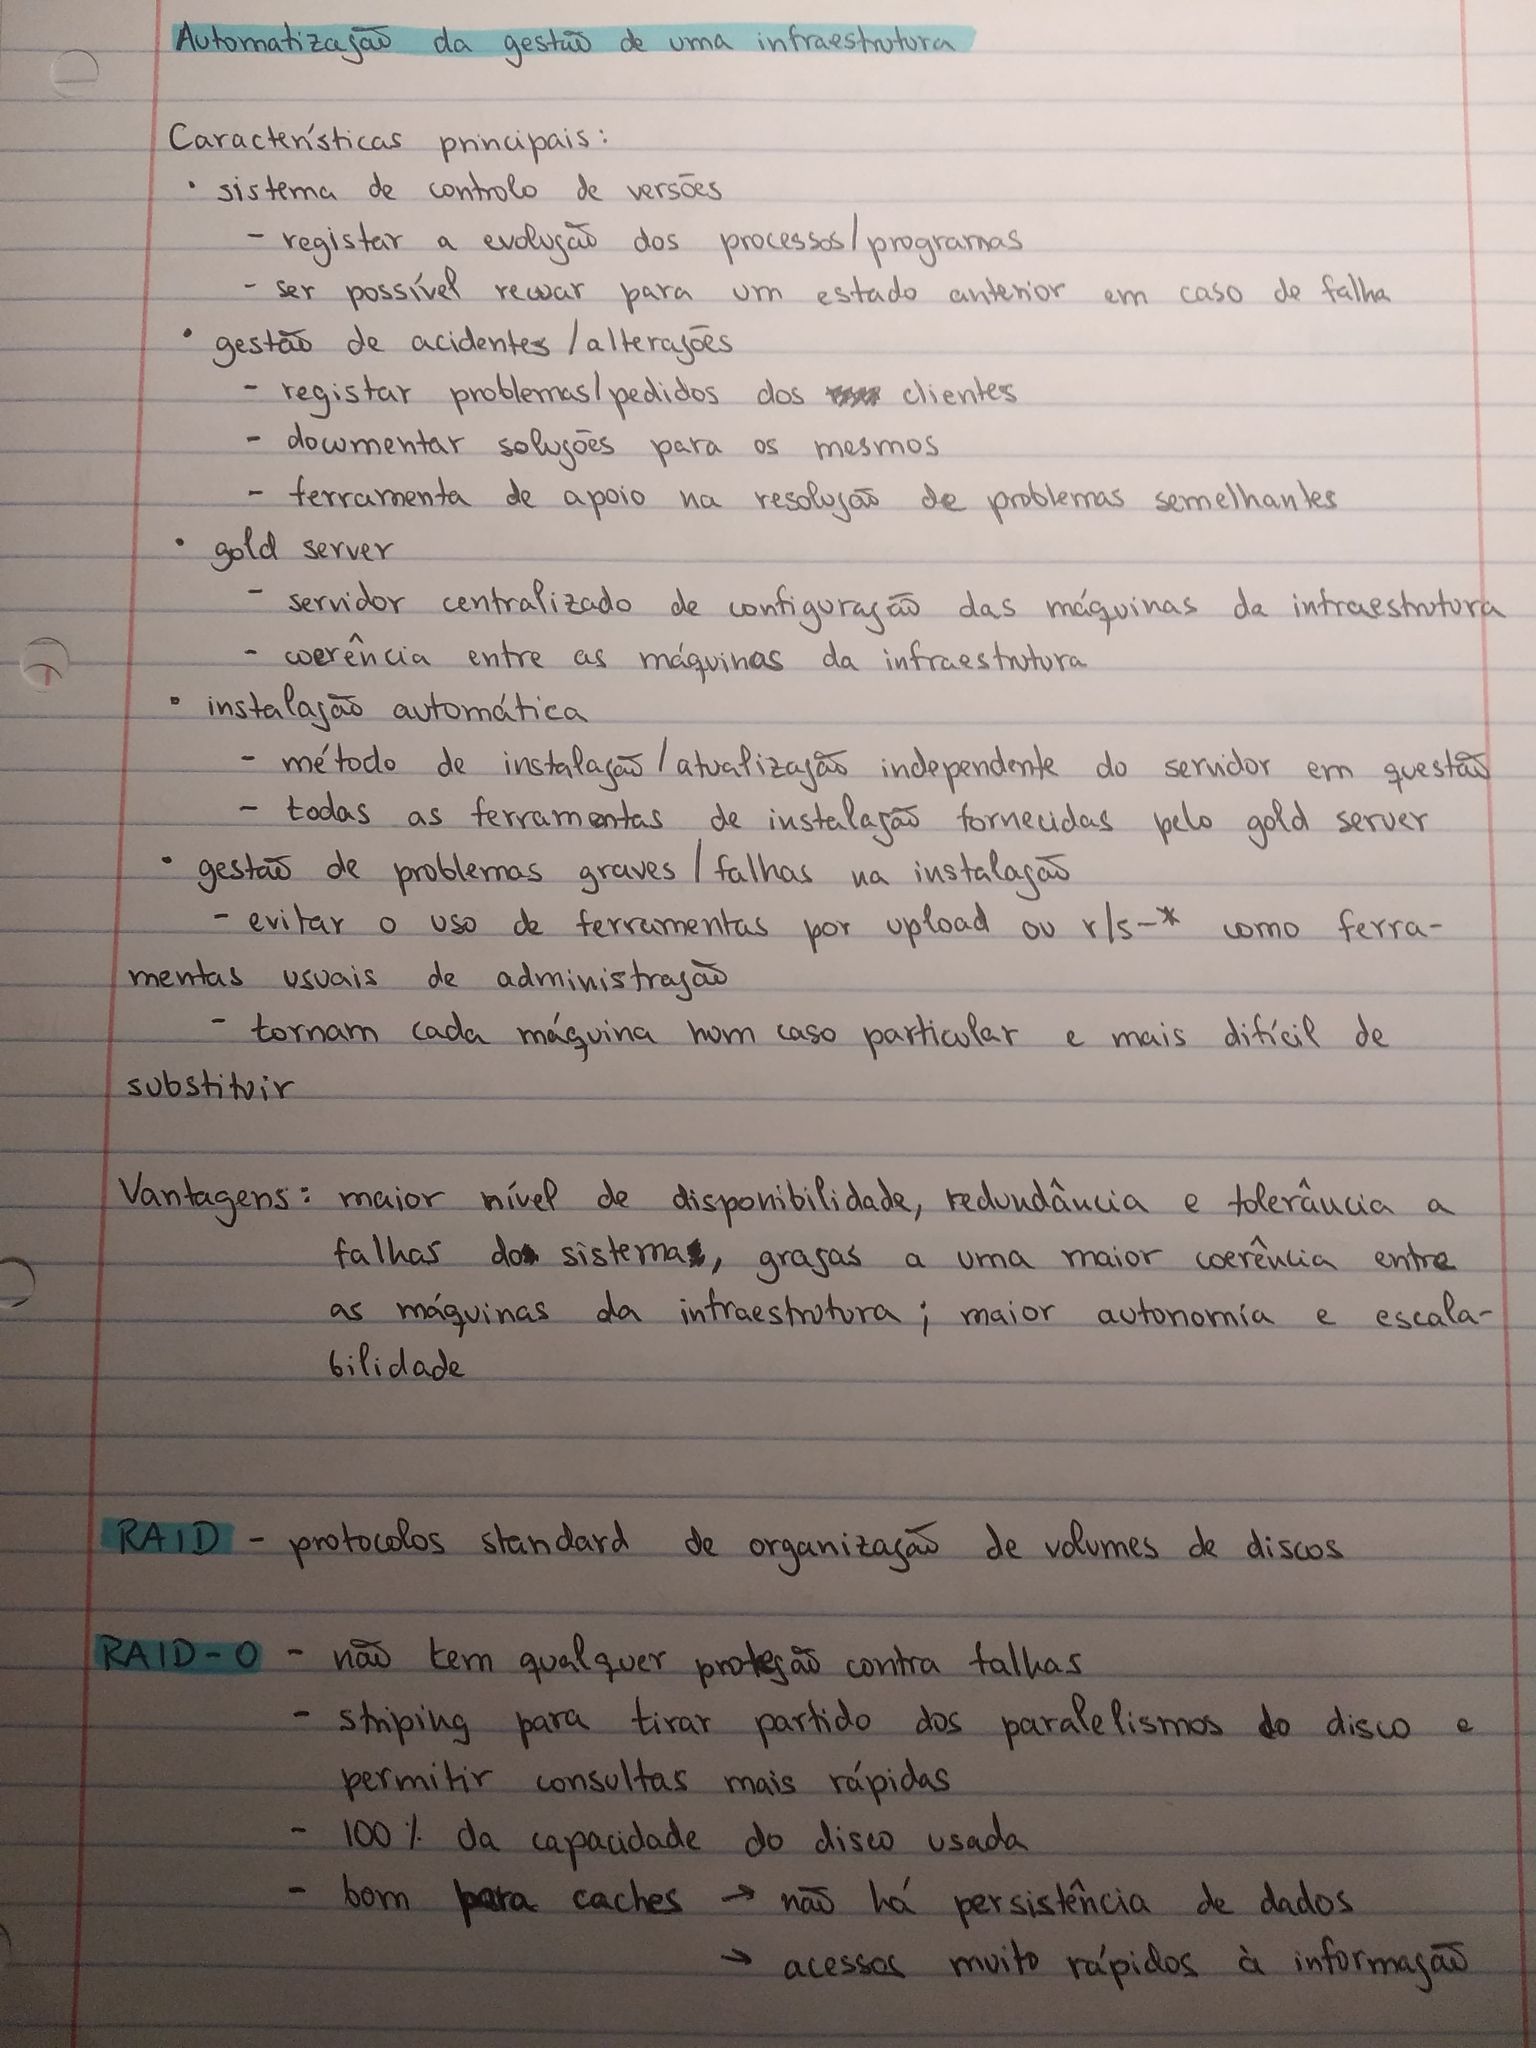 Automatização da gestão de uma infraestrutura
Características principais:
• sistema de controlo de versões
- registar a evolução dos processos/programas
- ser possível recuar para um estado anterior em caso de falha
• gestão de acidentes/alterações
- registar problemas/pedidos dos clientes
- documentar soluções para os mesmos
- ferramenta de apoio na resolução de problemas semelhantes
• gold server
- servidor centralizado de configuração das máquinas da infraestrutura
- coerência entre as máquinas da infraestrutura
• instalação automática
- método de instalação/atualização independente do servidor em questão
- todas as ferramentas de instalação fornecidas pelo gold server
• gestão de problemas graves/falhas na instalação
- evitar o uso de ferramentas por upload ou r/s-* como ferra-
mentas usuais de administração
- tornam cada máquina num caso particular e mais difícil de
substituir
Vantagens: maior nível de disponibilidade, redundância e tolerância a
falhas do sistema, graças a uma maior coerência entre
as máquinas da infraestrutura; maior autonomia e escala-
bilidade
RAID - protocolos standard de organização de volumes de discos
RAID-0 - não tem qualquer proteção contra falhas
- striping para tirar partido dos paralelismos do disco e
permitir consultas mais rápidas
- 100% da capacidade do disco usada
- bom para caches → não há persistência de dados
→ acessos muito rápidos à informação